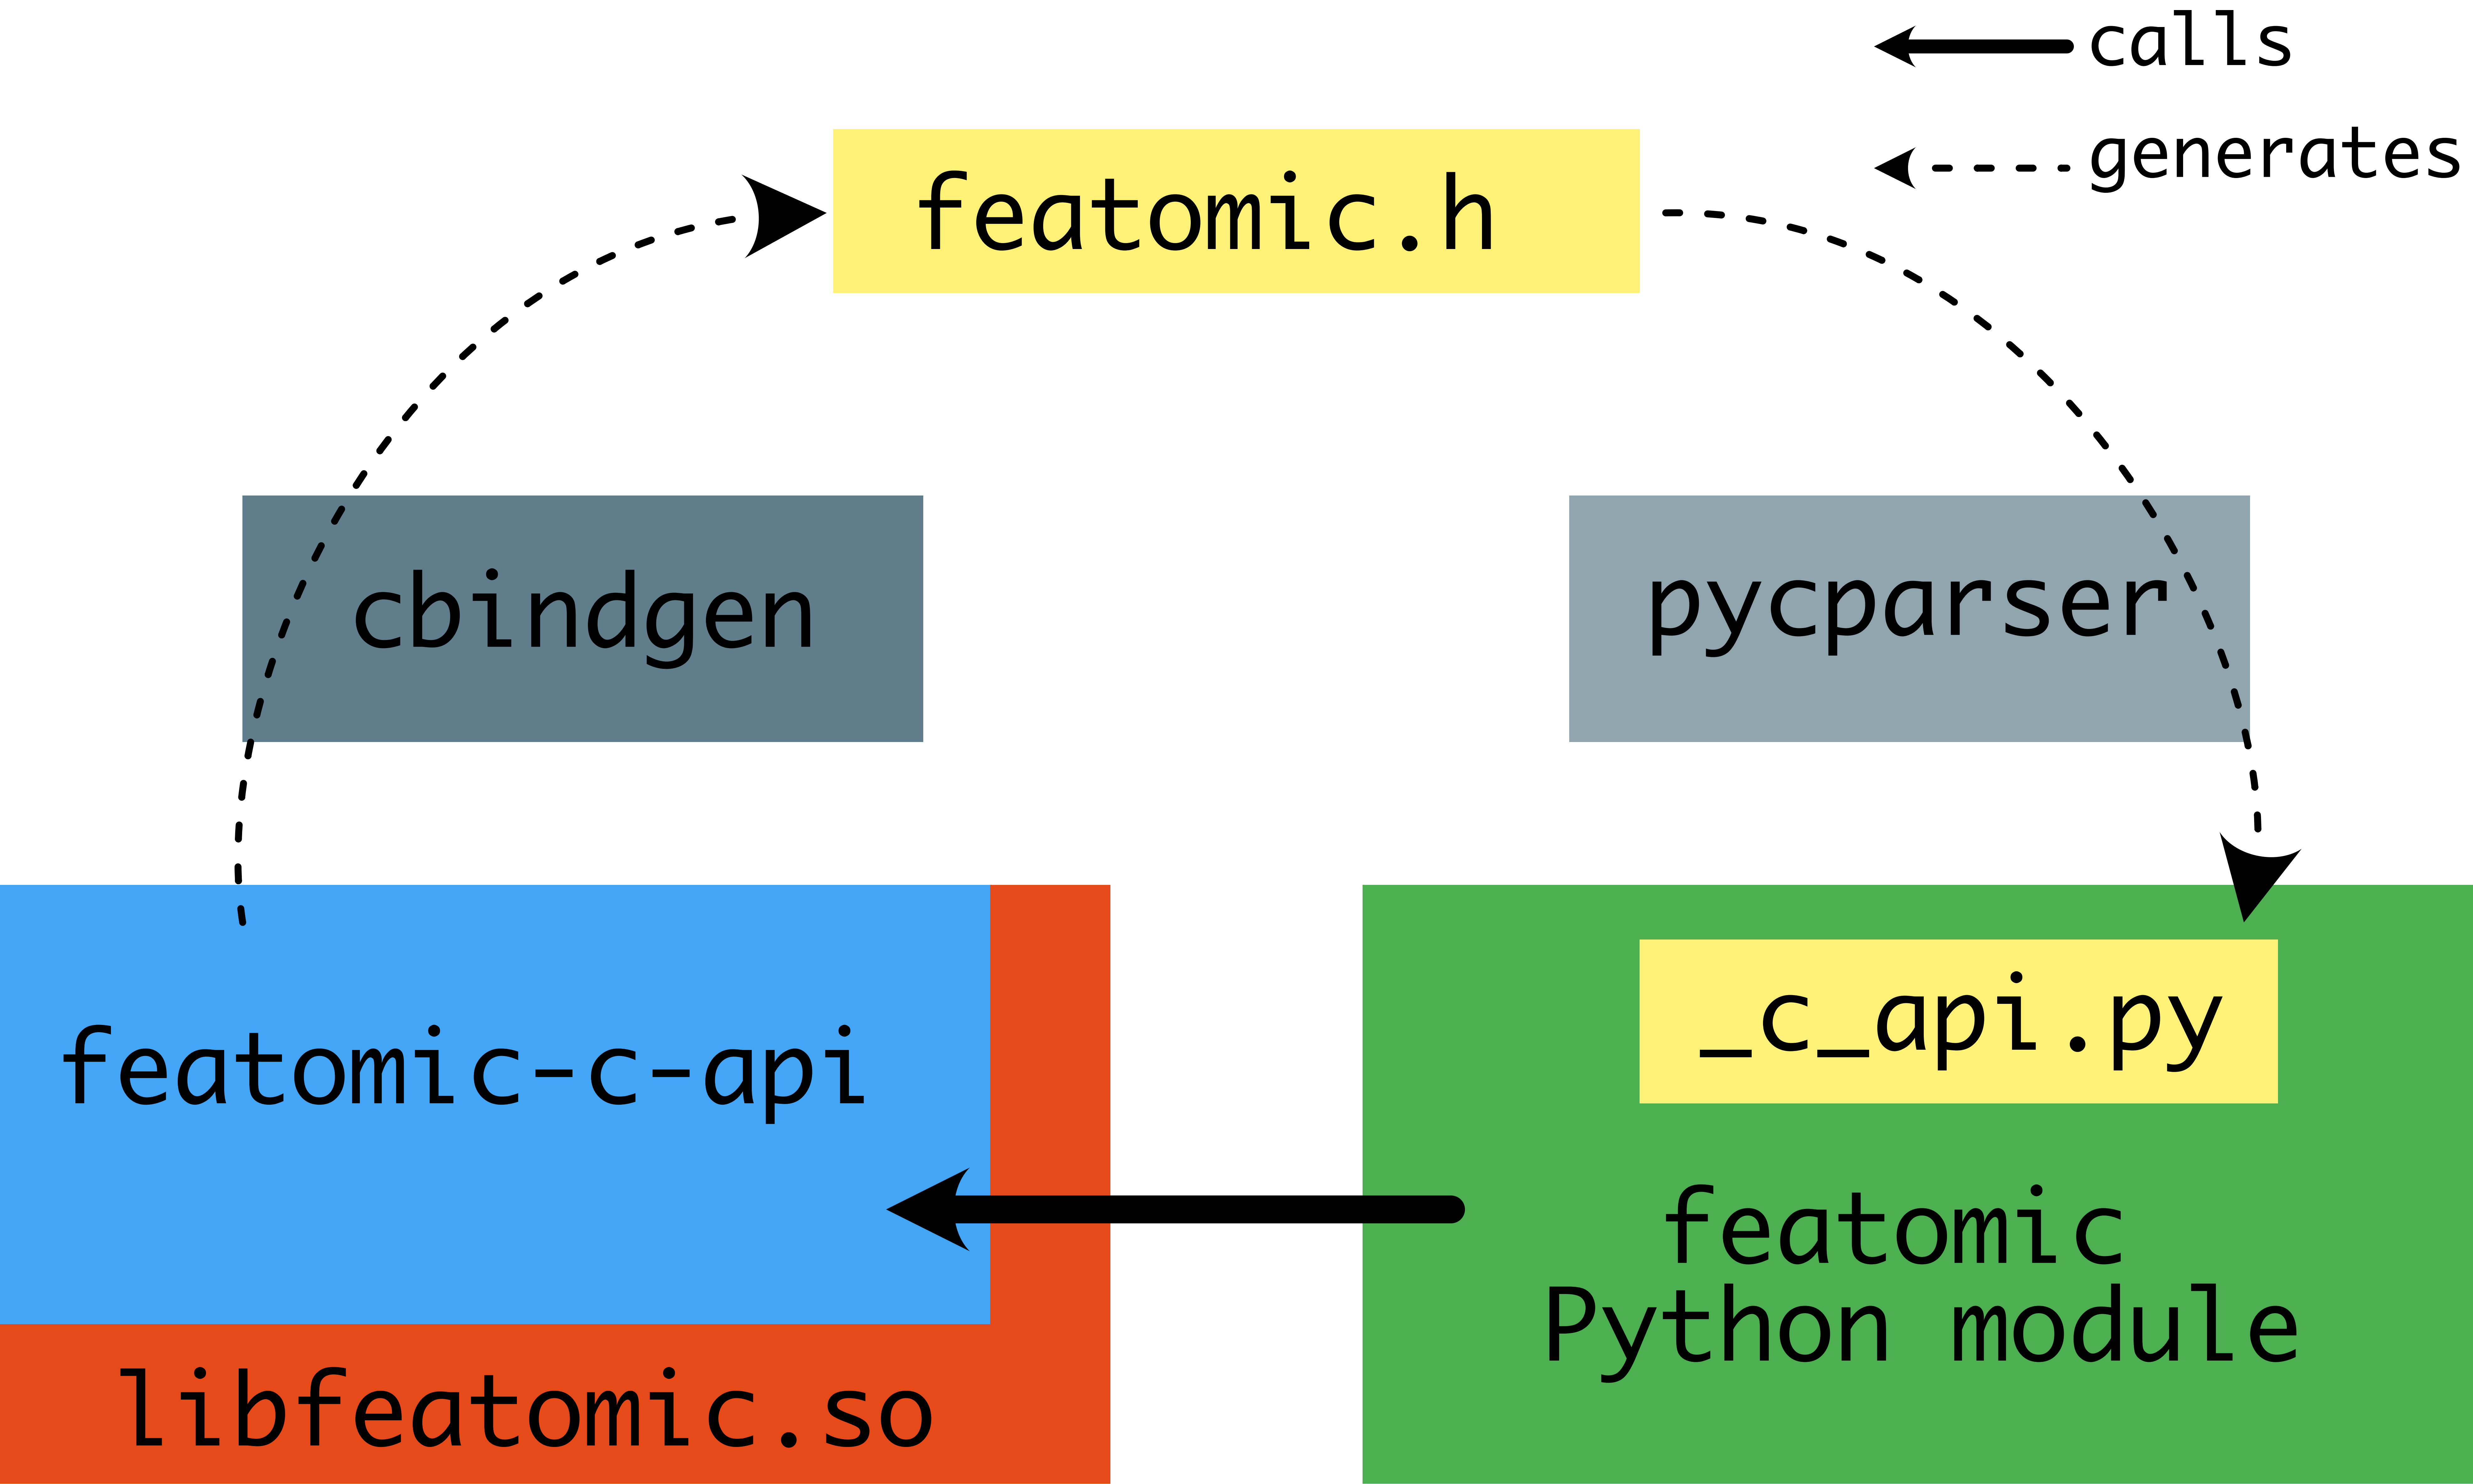 calls
generates
featomic.h
cbindgen
pycparser
featomic-c-api
_c_api.py
featomic
Python module
libfeatomic.so